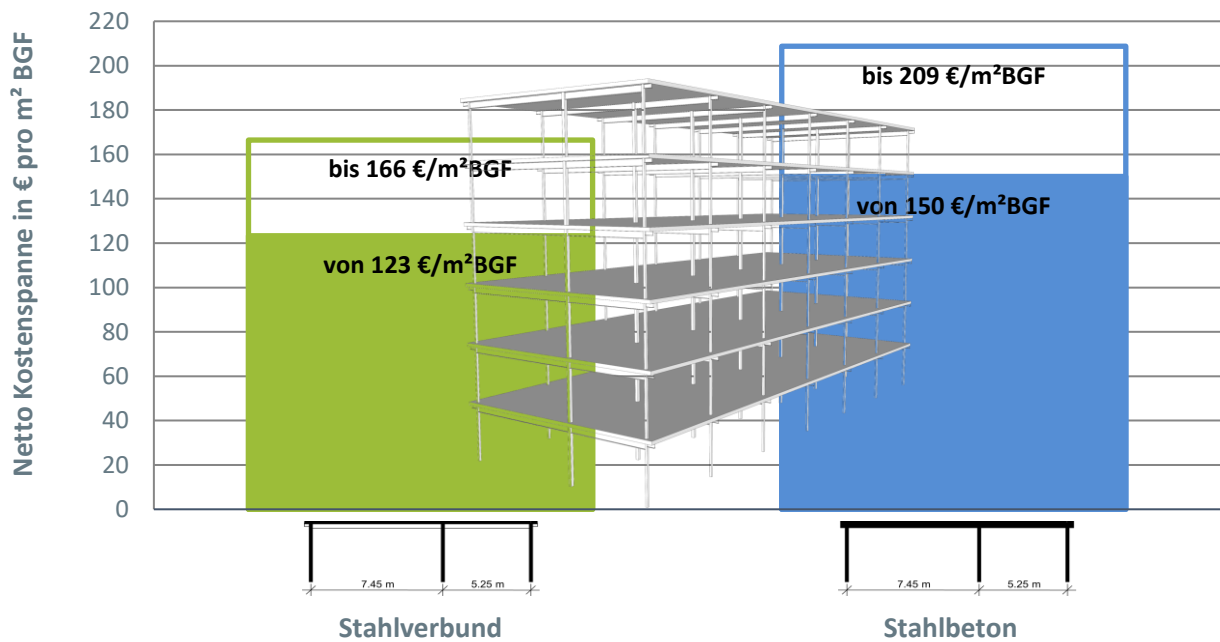 Netto Kostenspanne in € pro m² BGF
220
200
180
160
140
120
100
80
60
40
20
0
bis 209 €/m²BGF
bis 166 €/m²BGF
von 150 €/m²BGF
von 123 €/m²BGF
7.45 m 5.25 m
7.45 m 5.25 m
Stahlverbund
Stahlbeton